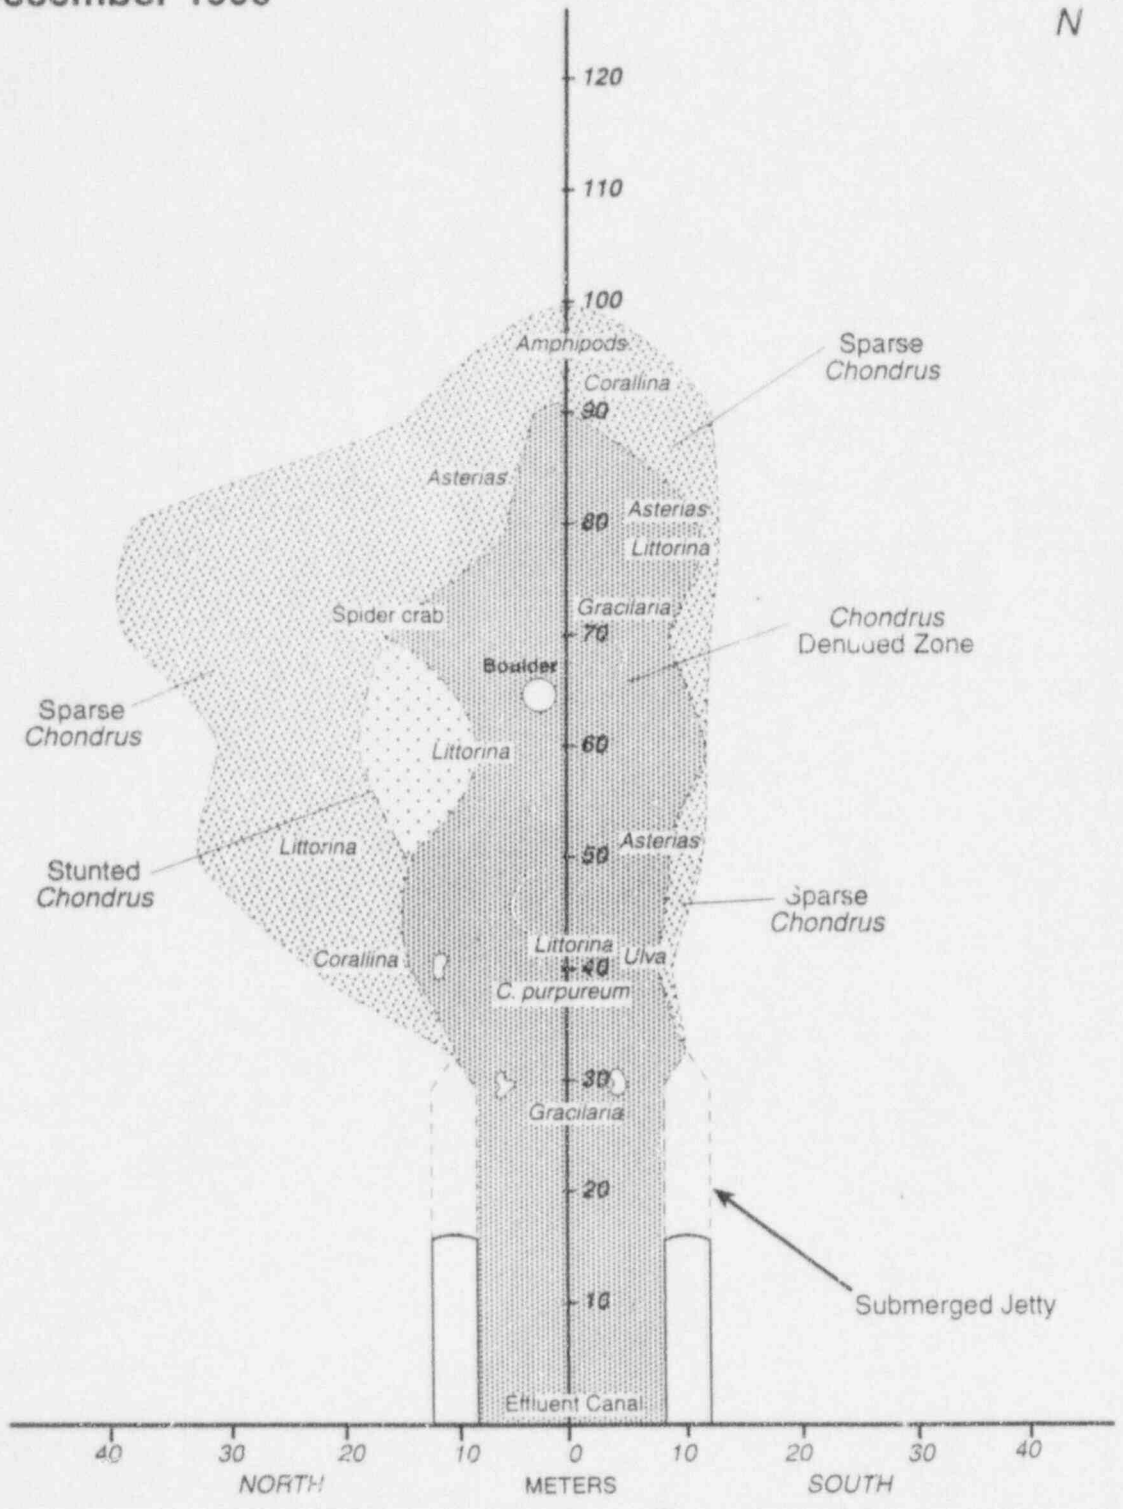 N
120
110
100
Amphipods
Sparse
Chondrus
Corallina
90
Asterias
Asterias
80
Littorina
Spider crab
Gracilaria
Chondrus
Denuded Zone
70
Boulder
Sparse
Chondrus
Littorina
60
Littorina
Asterias
50
Stunted
Chondrus
Sparse
Chondrus
Corallina
Littorina
Ulva
40
C. purpureum
30
Gracilaria
20
Submerged Jetty
10
Effluent Canal
40 30 20 10 0 10 20 30 40
NORTH METERS SOUTH